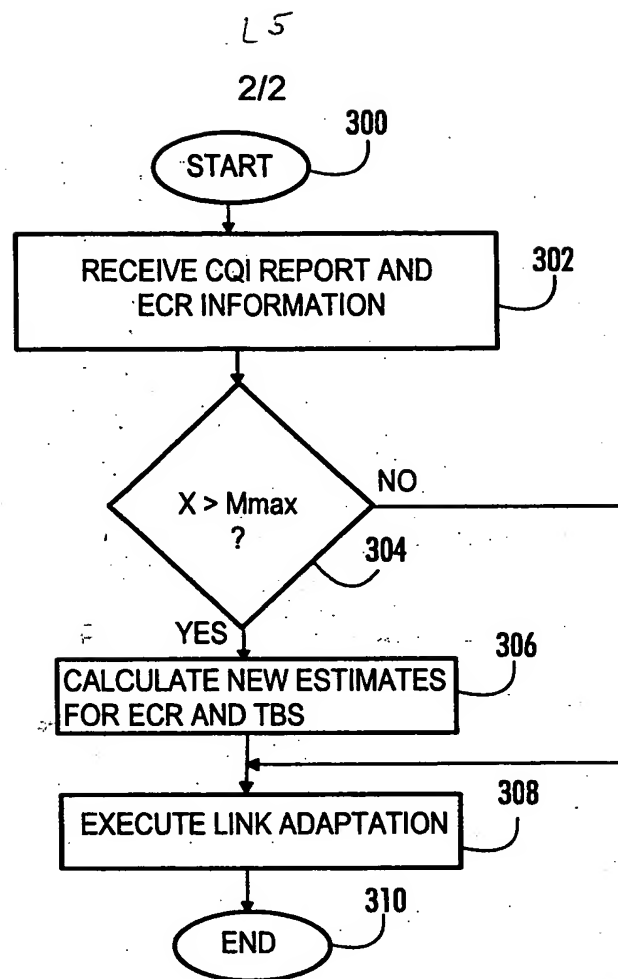 L5
2/2
300
START
RECEIVE CQI REPORT AND
ECR INFORMATION
302
X > Mmax
?
NO
304
YES
306
CALCULATE NEW ESTIMATES
FOR ECR AND TBS
EXECUTE LINK ADAPTATION
308
310
END